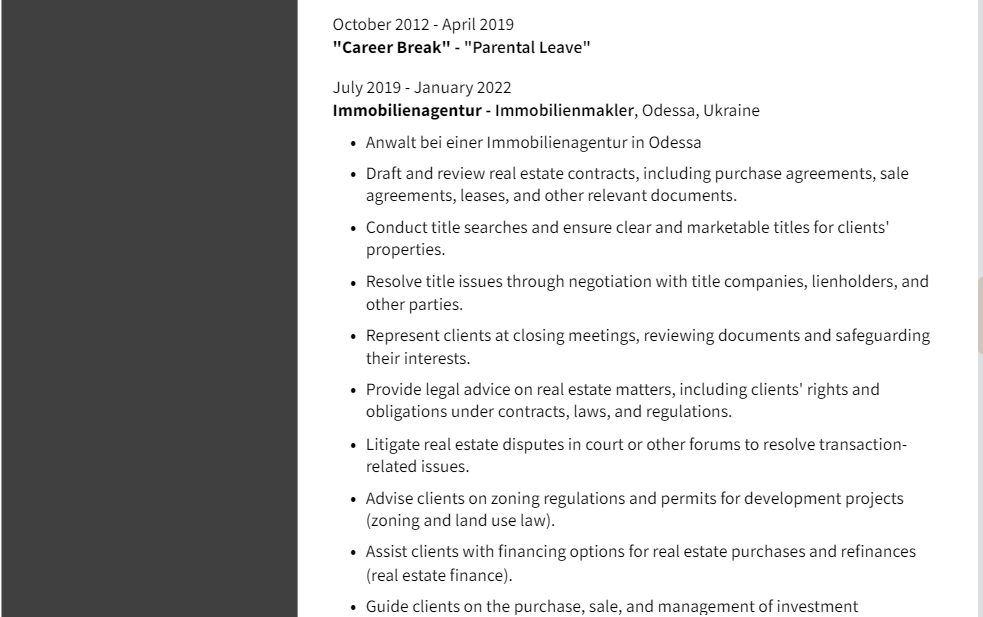 October 2012 - April 2019
"Career Break" - "Parental Leave"
July 2019 - January 2022
Immobilienagentur - Immobilienmakler, Odessa, Ukraine
• Anwalt bei einer Immobilienagentur in Odessa
• Draft and review real estate contracts, including purchase agreements, sale
agreements, leases, and other relevant documents.
• Conduct title searches and ensure clear and marketable titles for clients'
properties.
• Resolve title issues through negotiation with title companies, lienholders, and
other parties.
• Represent clients at closing meetings, reviewing documents and safeguarding
their interests.
• Provide legal advice on real estate matters, including clients' rights and
obligations under contracts, laws, and regulations.
• Litigate real estate disputes in court or other forums to resolve transaction-
related issues.
• Advise clients on zoning regulations and permits for development projects
(zoning and land use law).
• Assist clients with financing options for real estate purchases and refinances
(real estate finance).
• Guide clients on the purchase, sale, and management of investment